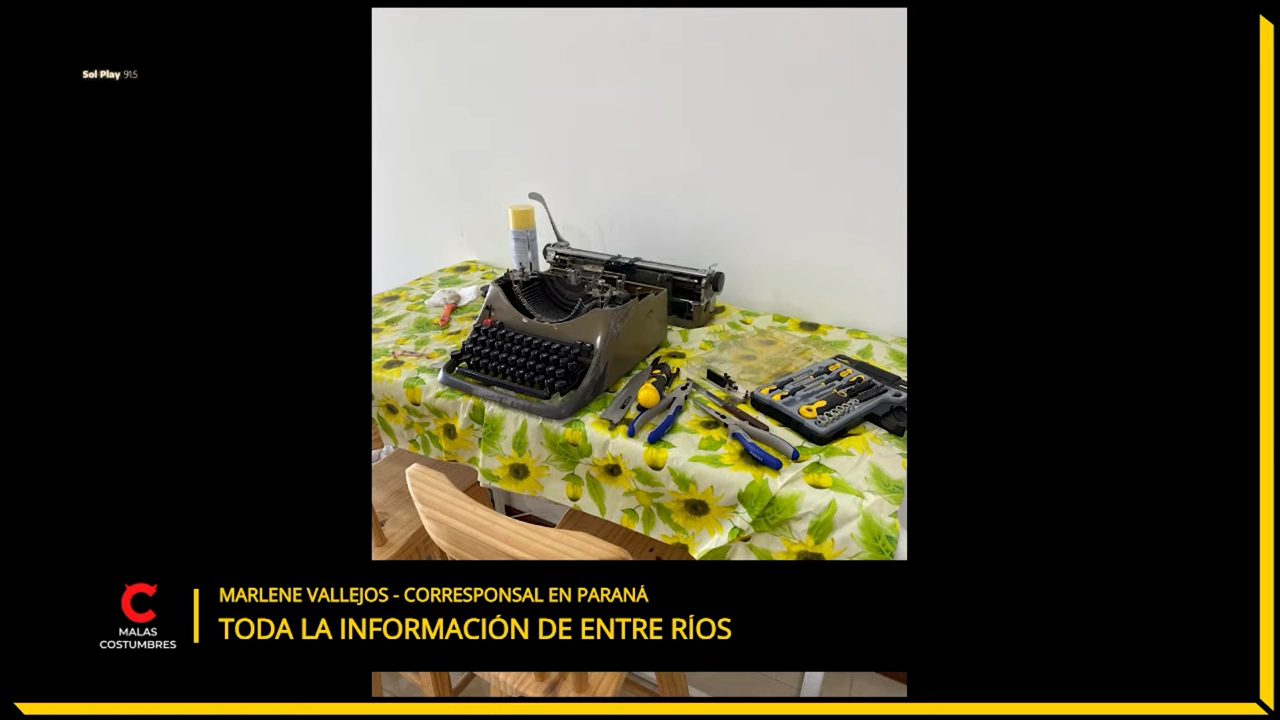 Sol Play 91.5
MARLENE VALLEJOS - CORRESPONSAL EN PARANÁ
TODA LA INFORMACIÓN DE ENTRE RÍOS
MALAS
COSTUMBRES